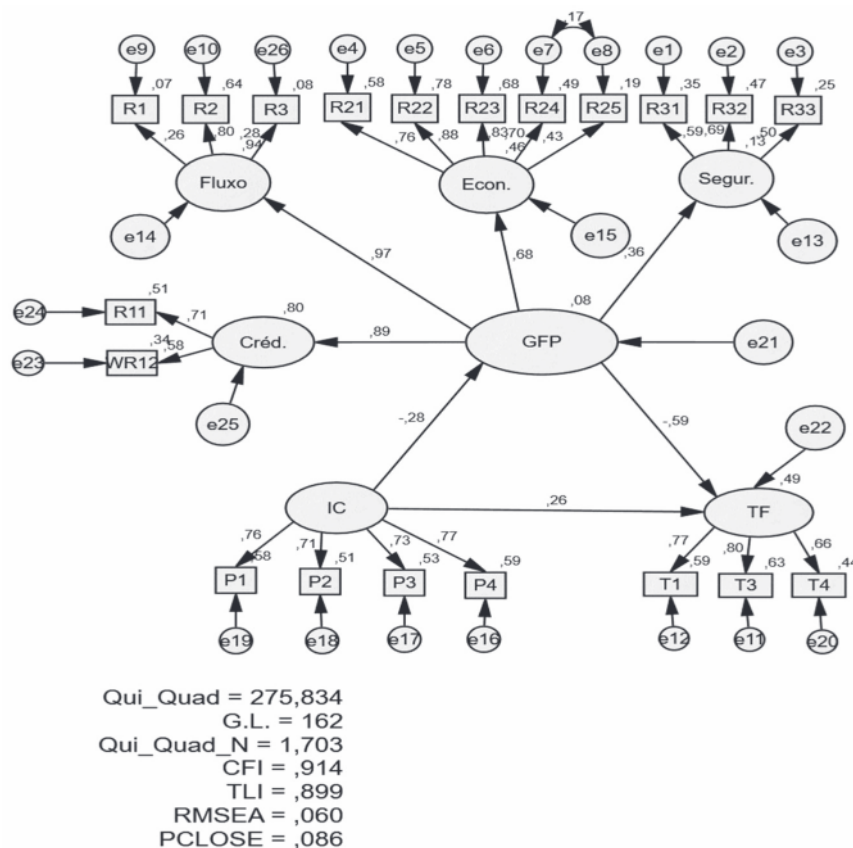 e9 e10 e26 e4 e5 e6 e7 ,17 e8 e1 e2 e3
,07 ,64 ,08 ,58 ,78 ,68 ,49 ,19 ,35 ,47 ,25
R1 R2 R3 R21 R22 R23 R24 R25 R31 R32 R33
,26 ,80 ,28 ,76 ,88 ,83 ,70 ,43 ,59 ,69 ,50
,94 ,46 ,13
Fluxo Econ. Segur.
e14 e15 e13
,97 ,68 ,36
,51 ,80 ,08
e24 R11 ,71
Créd. ,89 GFP e21
,34 ,58
e23 WR12
e25
-,28 -,59 e22
,49
IC ,26 TF
,76 ,71 ,73 ,77 ,77 ,80 ,66
,58 ,51 ,53 ,59 ,59 ,63 ,44
P1 P2 P3 P4 T1 T3 T4
e19 e18 e17 e16 e12 e11 e20
Qui_Quad = 275,834
G.L. = 162
Qui_Quad_N = 1,703
CFI = ,914
TLI = ,899
RMSEA = ,060
PCLOSE = ,086